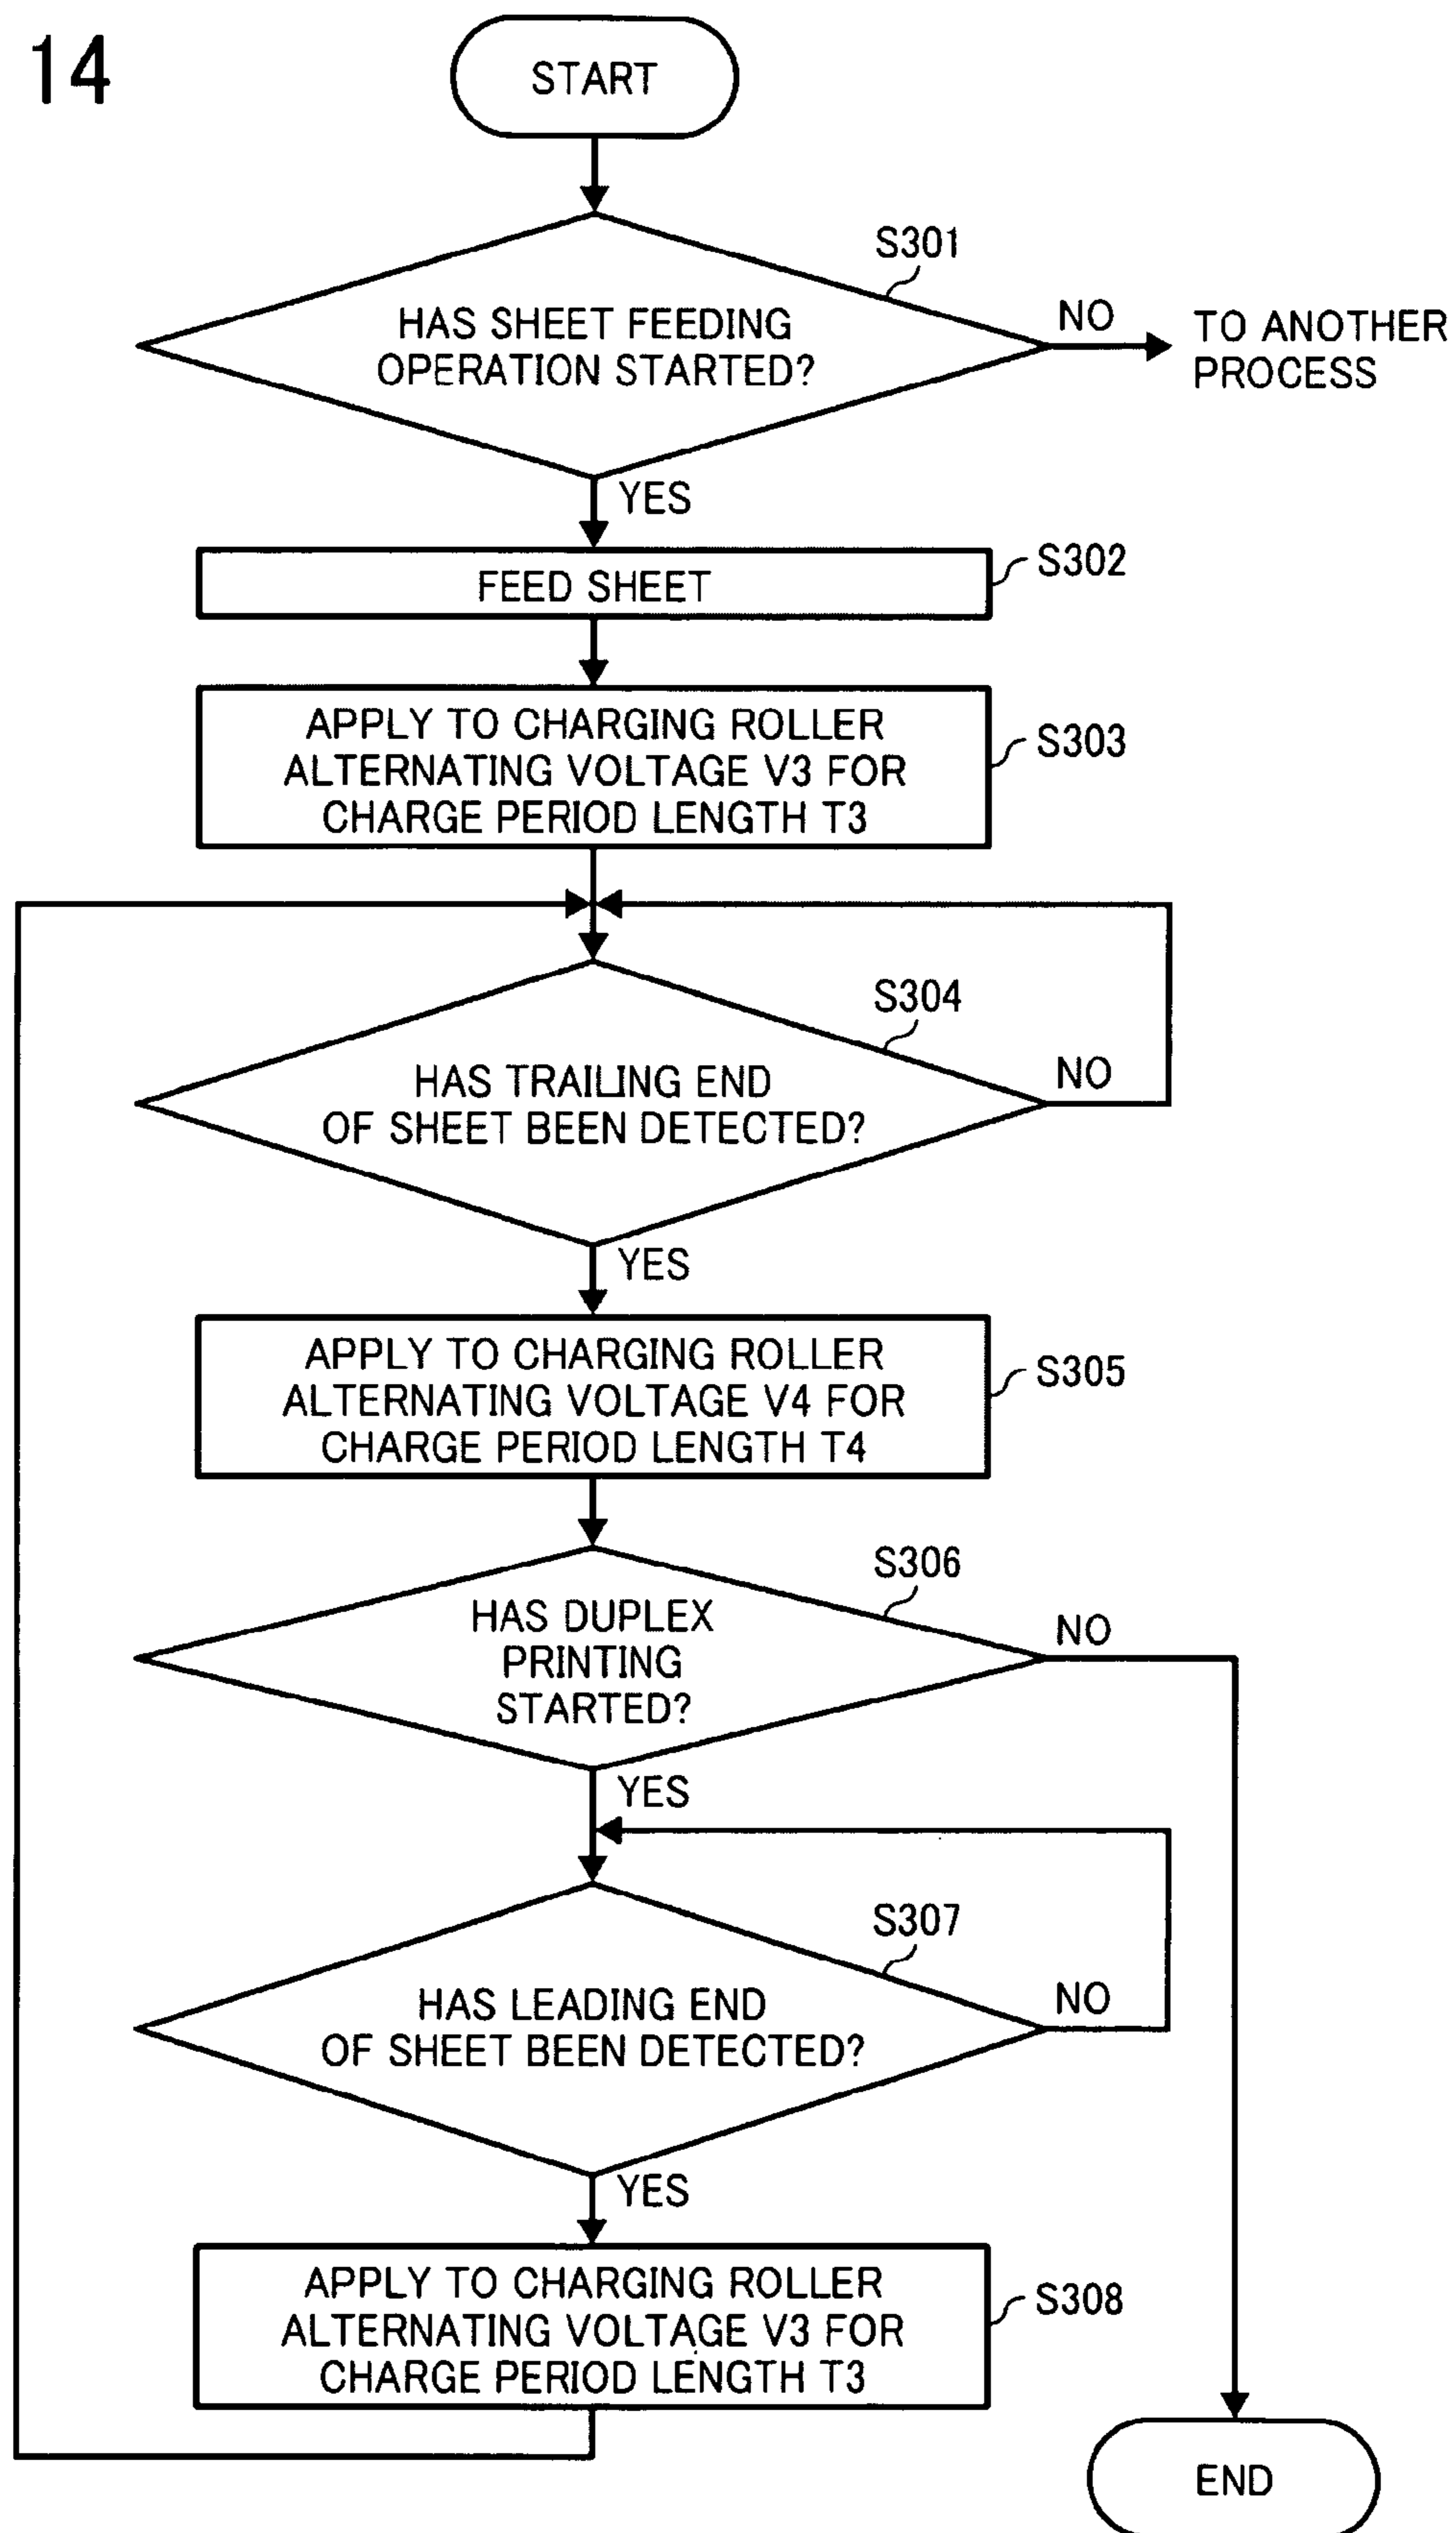 14
START
S301
HAS SHEET FEEDING
OPERATION STARTED?
NO
TO ANOTHER
PROCESS
YES
FEED SHEET
S302
APPLY TO CHARGING ROLLER
ALTERNATING VOLTAGE V3 FOR
CHARGE PERIOD LENGTH T3
S303
S304
HAS TRAILING END
OF SHEET BEEN DETECTED?
NO
YES
APPLY TO CHARGING ROLLER
ALTERNATING VOLTAGE V4 FOR
CHARGE PERIOD LENGTH T4
S305
S306
HAS DUPLEX
PRINTING
STARTED?
NO
YES
S307
HAS LEADING END
OF SHEET BEEN DETECTED?
NO
YES
APPLY TO CHARGING ROLLER
ALTERNATING VOLTAGE V3 FOR
CHARGE PERIOD LENGTH T3
S308
END